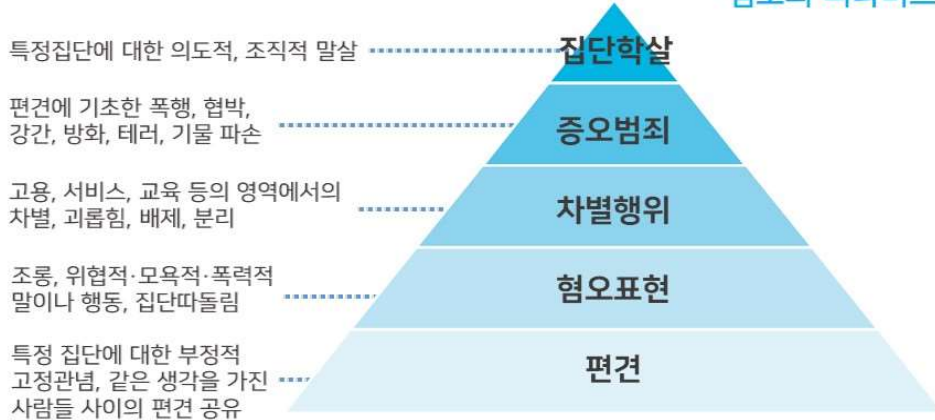 특정집단에 대한 의도적, 조직적 말살
집단학살
편견에 기초한 폭행, 협박,
강간, 방화, 테러, 기물 파손
증오범죄
고용, 서비스, 교육 등의 영역에서의
차별, 괴롭힘, 배제, 분리
차별행위
조롱, 위협적·모욕적·폭력적
말이나 행동, 집단따돌림
혐오표현
특정 집단에 대한 부정적
고정관념, 같은 생각을 가진
사람들 사이의 편견 공유
편견